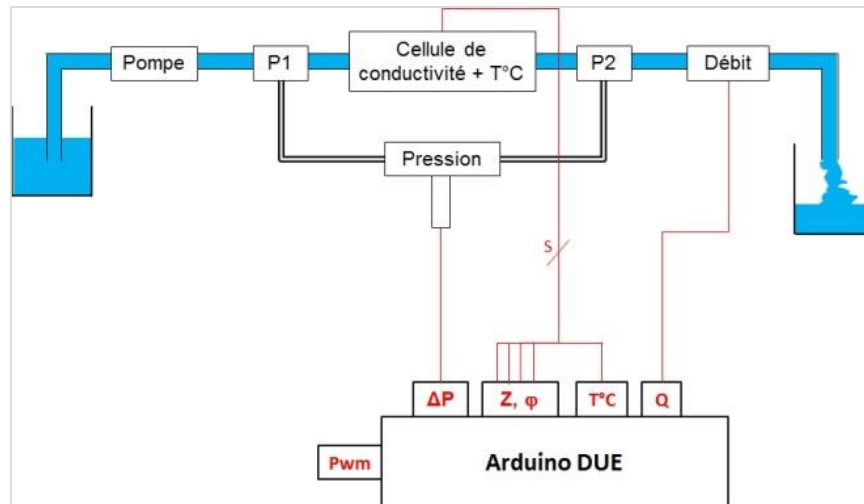 Pompe
P1
Cellule de
conductivité + T°C
P2
Débit
Pression
S
ΔP
Z, φ
T°C
Q
Pwm
Arduino DUE